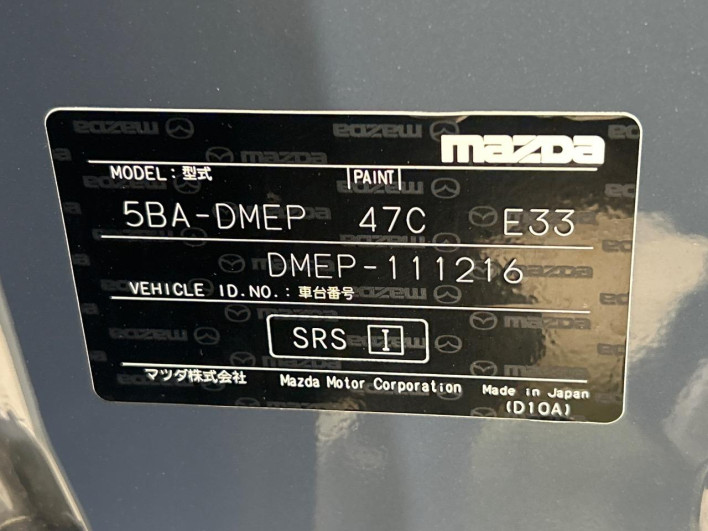 mazda
MODEL：型式 PAINT
5BA-DMEP 47C E33
DMEP-111216
VEHICLE ID.NO.：車台番号
SRS I
マツダ株式会社 Mazda Motor Corporation Made in Japan
(D10A)